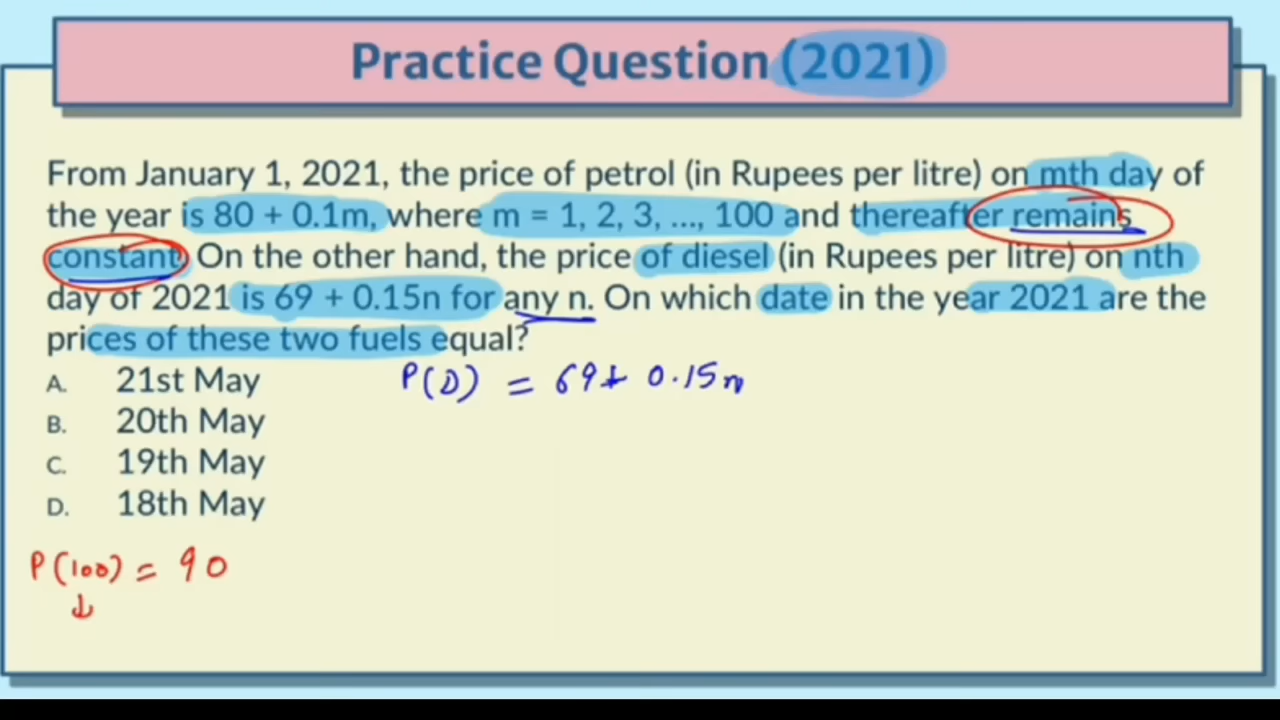 Practice Question (2021)
From January 1, 2021, the price of petrol (in Rupees per litre) on mth day of
the year is 80 + 0.1m, where m = 1, 2, 3, ..., 100 and thereafter remains
constant. On the other hand, the price of diesel (in Rupees per litre) on nth
day of 2021 is 69 + 0.15n for any n. On which date in the year 2021 are the
prices of these two fuels equal?
A. 21st May
P(D) = 69+ 0.15n
B. 20th May
C. 19th May
D. 18th May
P(100) = 90
↓